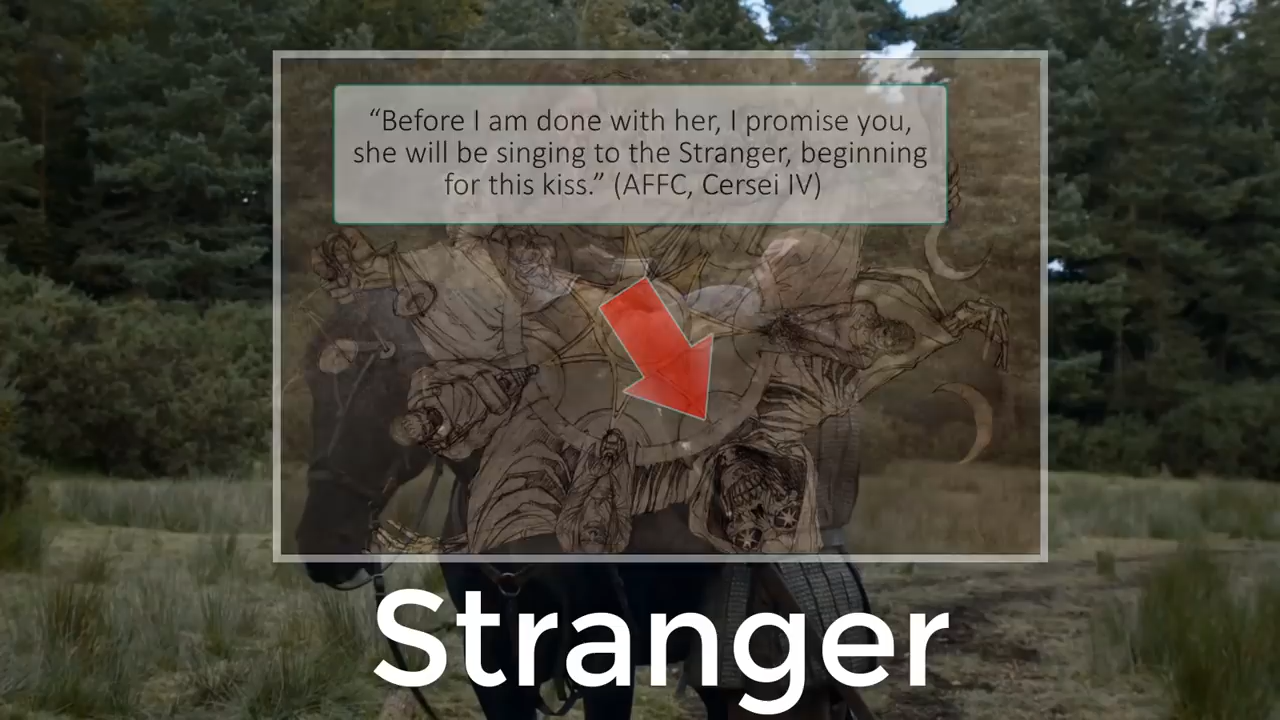 “Before I am done with her, I promise you,
she will be singing to the Stranger, beginning
for this kiss.” (AFFC, Cersei IV)
Stranger